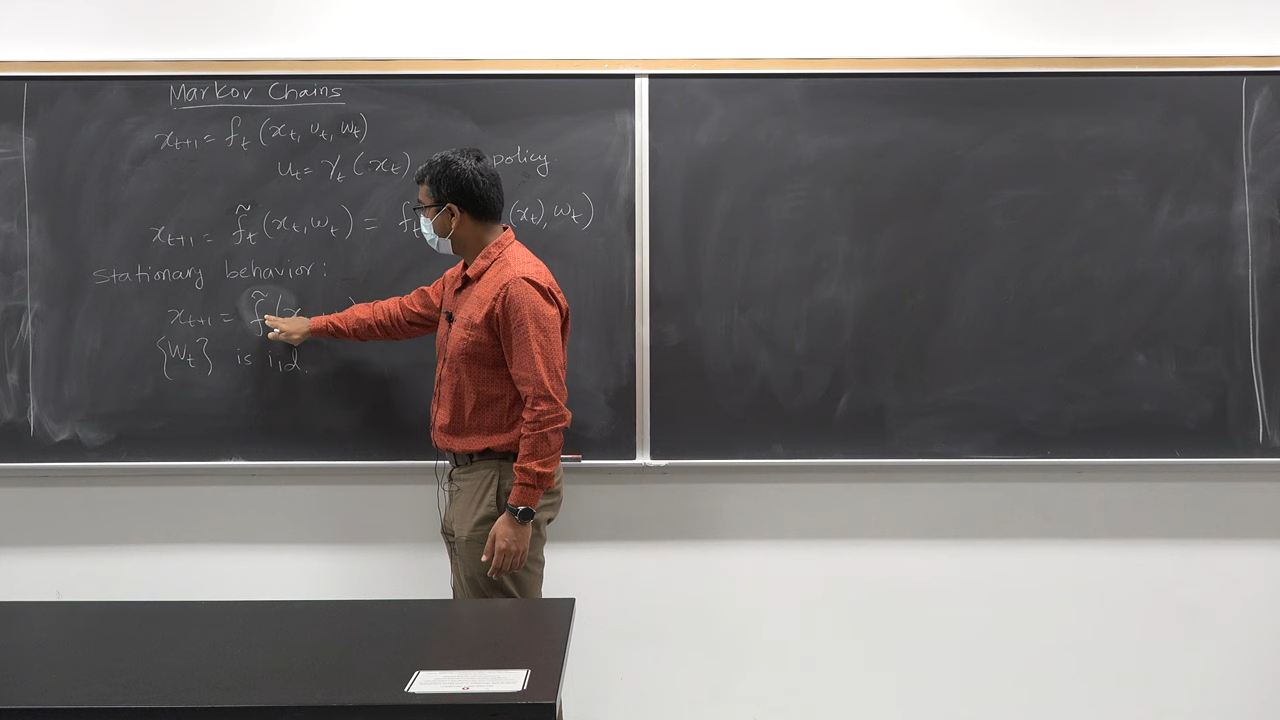 Markov Chains
x_{t+1} = f_t (x_t, u_t, w_t)
u_t = γ_t (x_t) policy.
x_{t+1} = f̃_t (x_t, w_t) = f_t (x_t), w_t)
Stationary behavior:
x_{t+1} = f̃ (x
{W_t} is i.i.d.